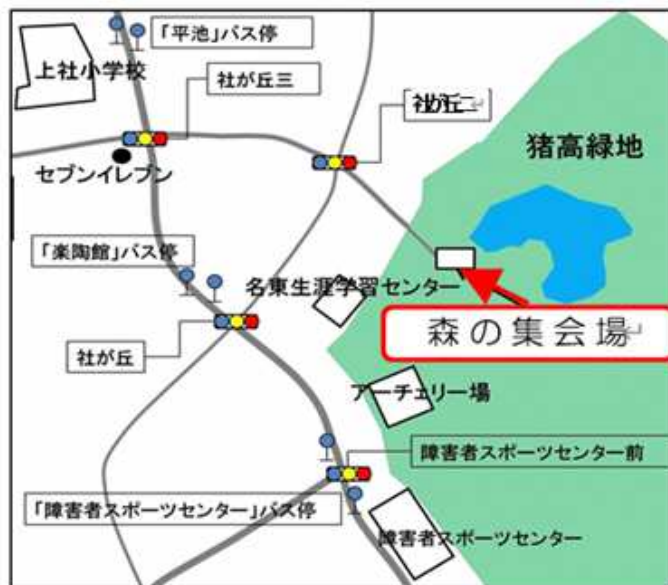 「平池」バス停
上社小学校
社が丘三
社が丘二
猪高緑地
セブンイレブン
「楽陶館」バス停
名東生涯学習センター
森の集会場
社が丘
アーチェリー場
障害者スポーツセンター前
「障害者スポーツセンター」バス停
障害者スポーツセンター